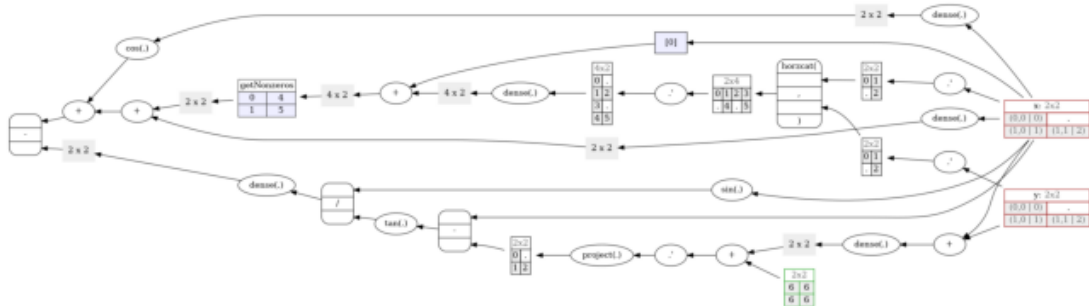 2 x 2
dense(.)
cos(.)
[0]
horzcat(
,
)
2x2
0 1
. 2
.'
4x2
0 .
1 2
3 .
4 5
2x4
0 1 2 3
. 4 . 5
.'
dense(.)
4 x 2
+
4 x 2
getNonzeros
0 4
1 5
2 x 2
+
+
x: 2x2
(0,0 | 0) .
(1,0 | 1) (1,1 | 2)
dense(.)
2 x 2
-
2 x 2
2x2
0 1
. 2
.'
dense(.)
/
sin(.)
y: 2x2
(0,0 | 0) .
(1,0 | 1) (1,1 | 2)
tan(.)
2x2
0 .
1 2
project(.)
.'
+
2 x 2
dense(.)
+
2x2
6 6
6 6